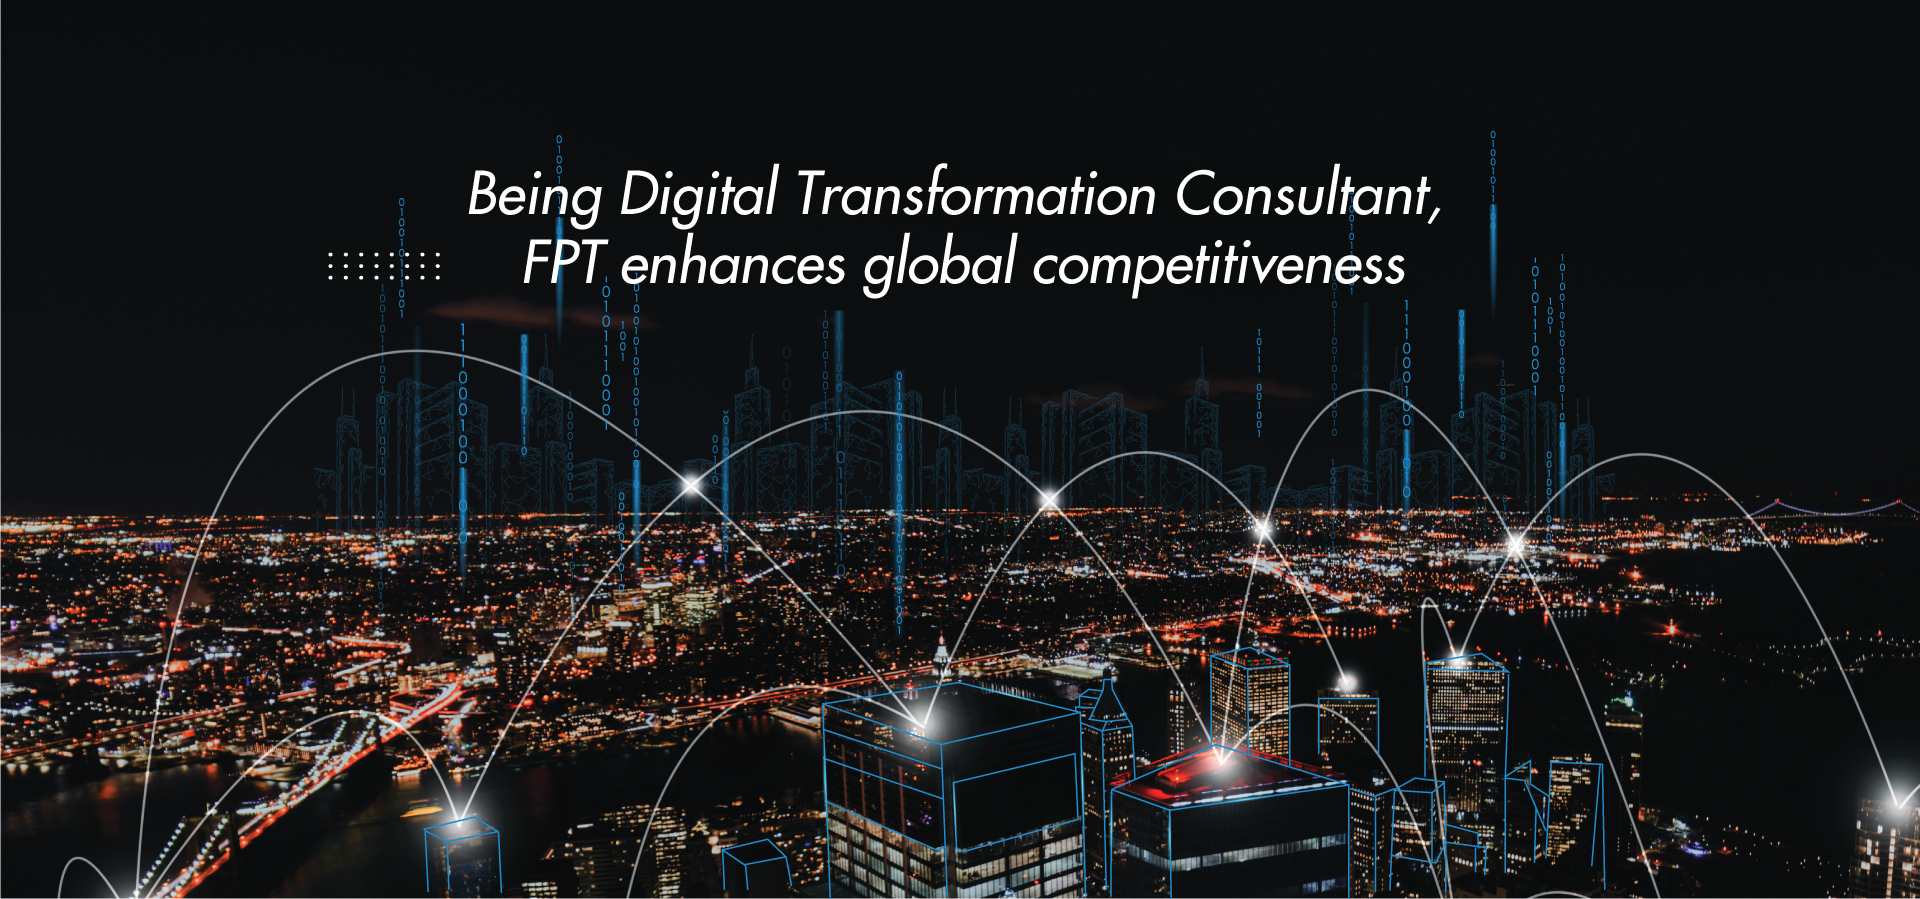 Being Digital Transformation Consultant,
FPT enhances global competitiveness